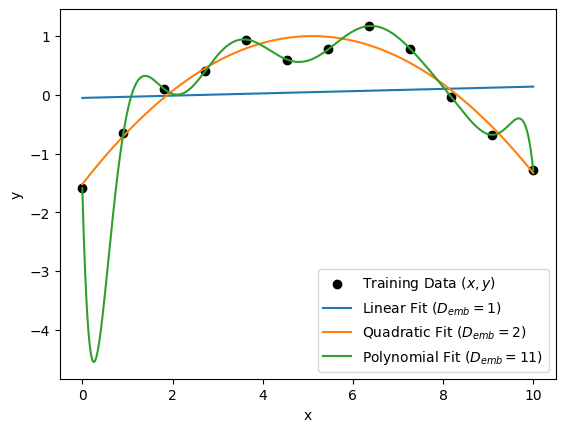 1
0
−1
−2
−3
−4
y
0
2
4
6
8
10
x
Training Data (x, y)
Linear Fit (D_emb = 1)
Quadratic Fit (D_emb = 2)
Polynomial Fit (D_emb = 11)